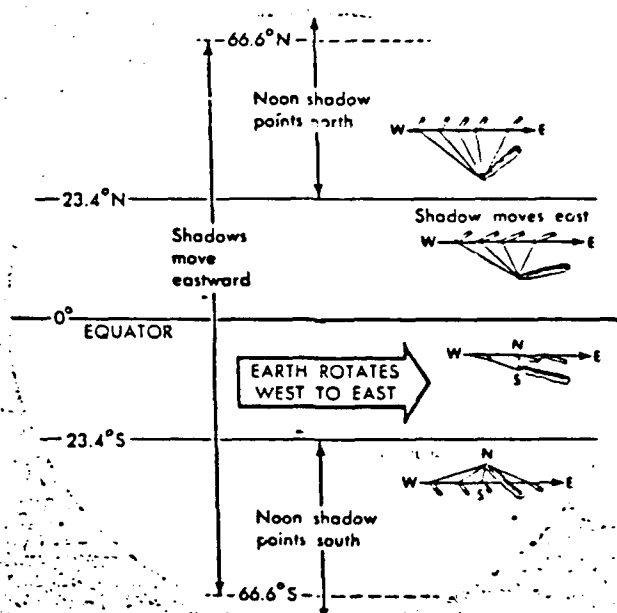 66.6°N
Noon shadow
points north
W E
23.4°N
Shadow moves east
Shadows
move
eastward
W E
0°
EQUATOR
N
W E
S
EARTH ROTATES
WEST TO EAST
23.4°S
N
W E
S
Noon shadow
points south
66.6°S